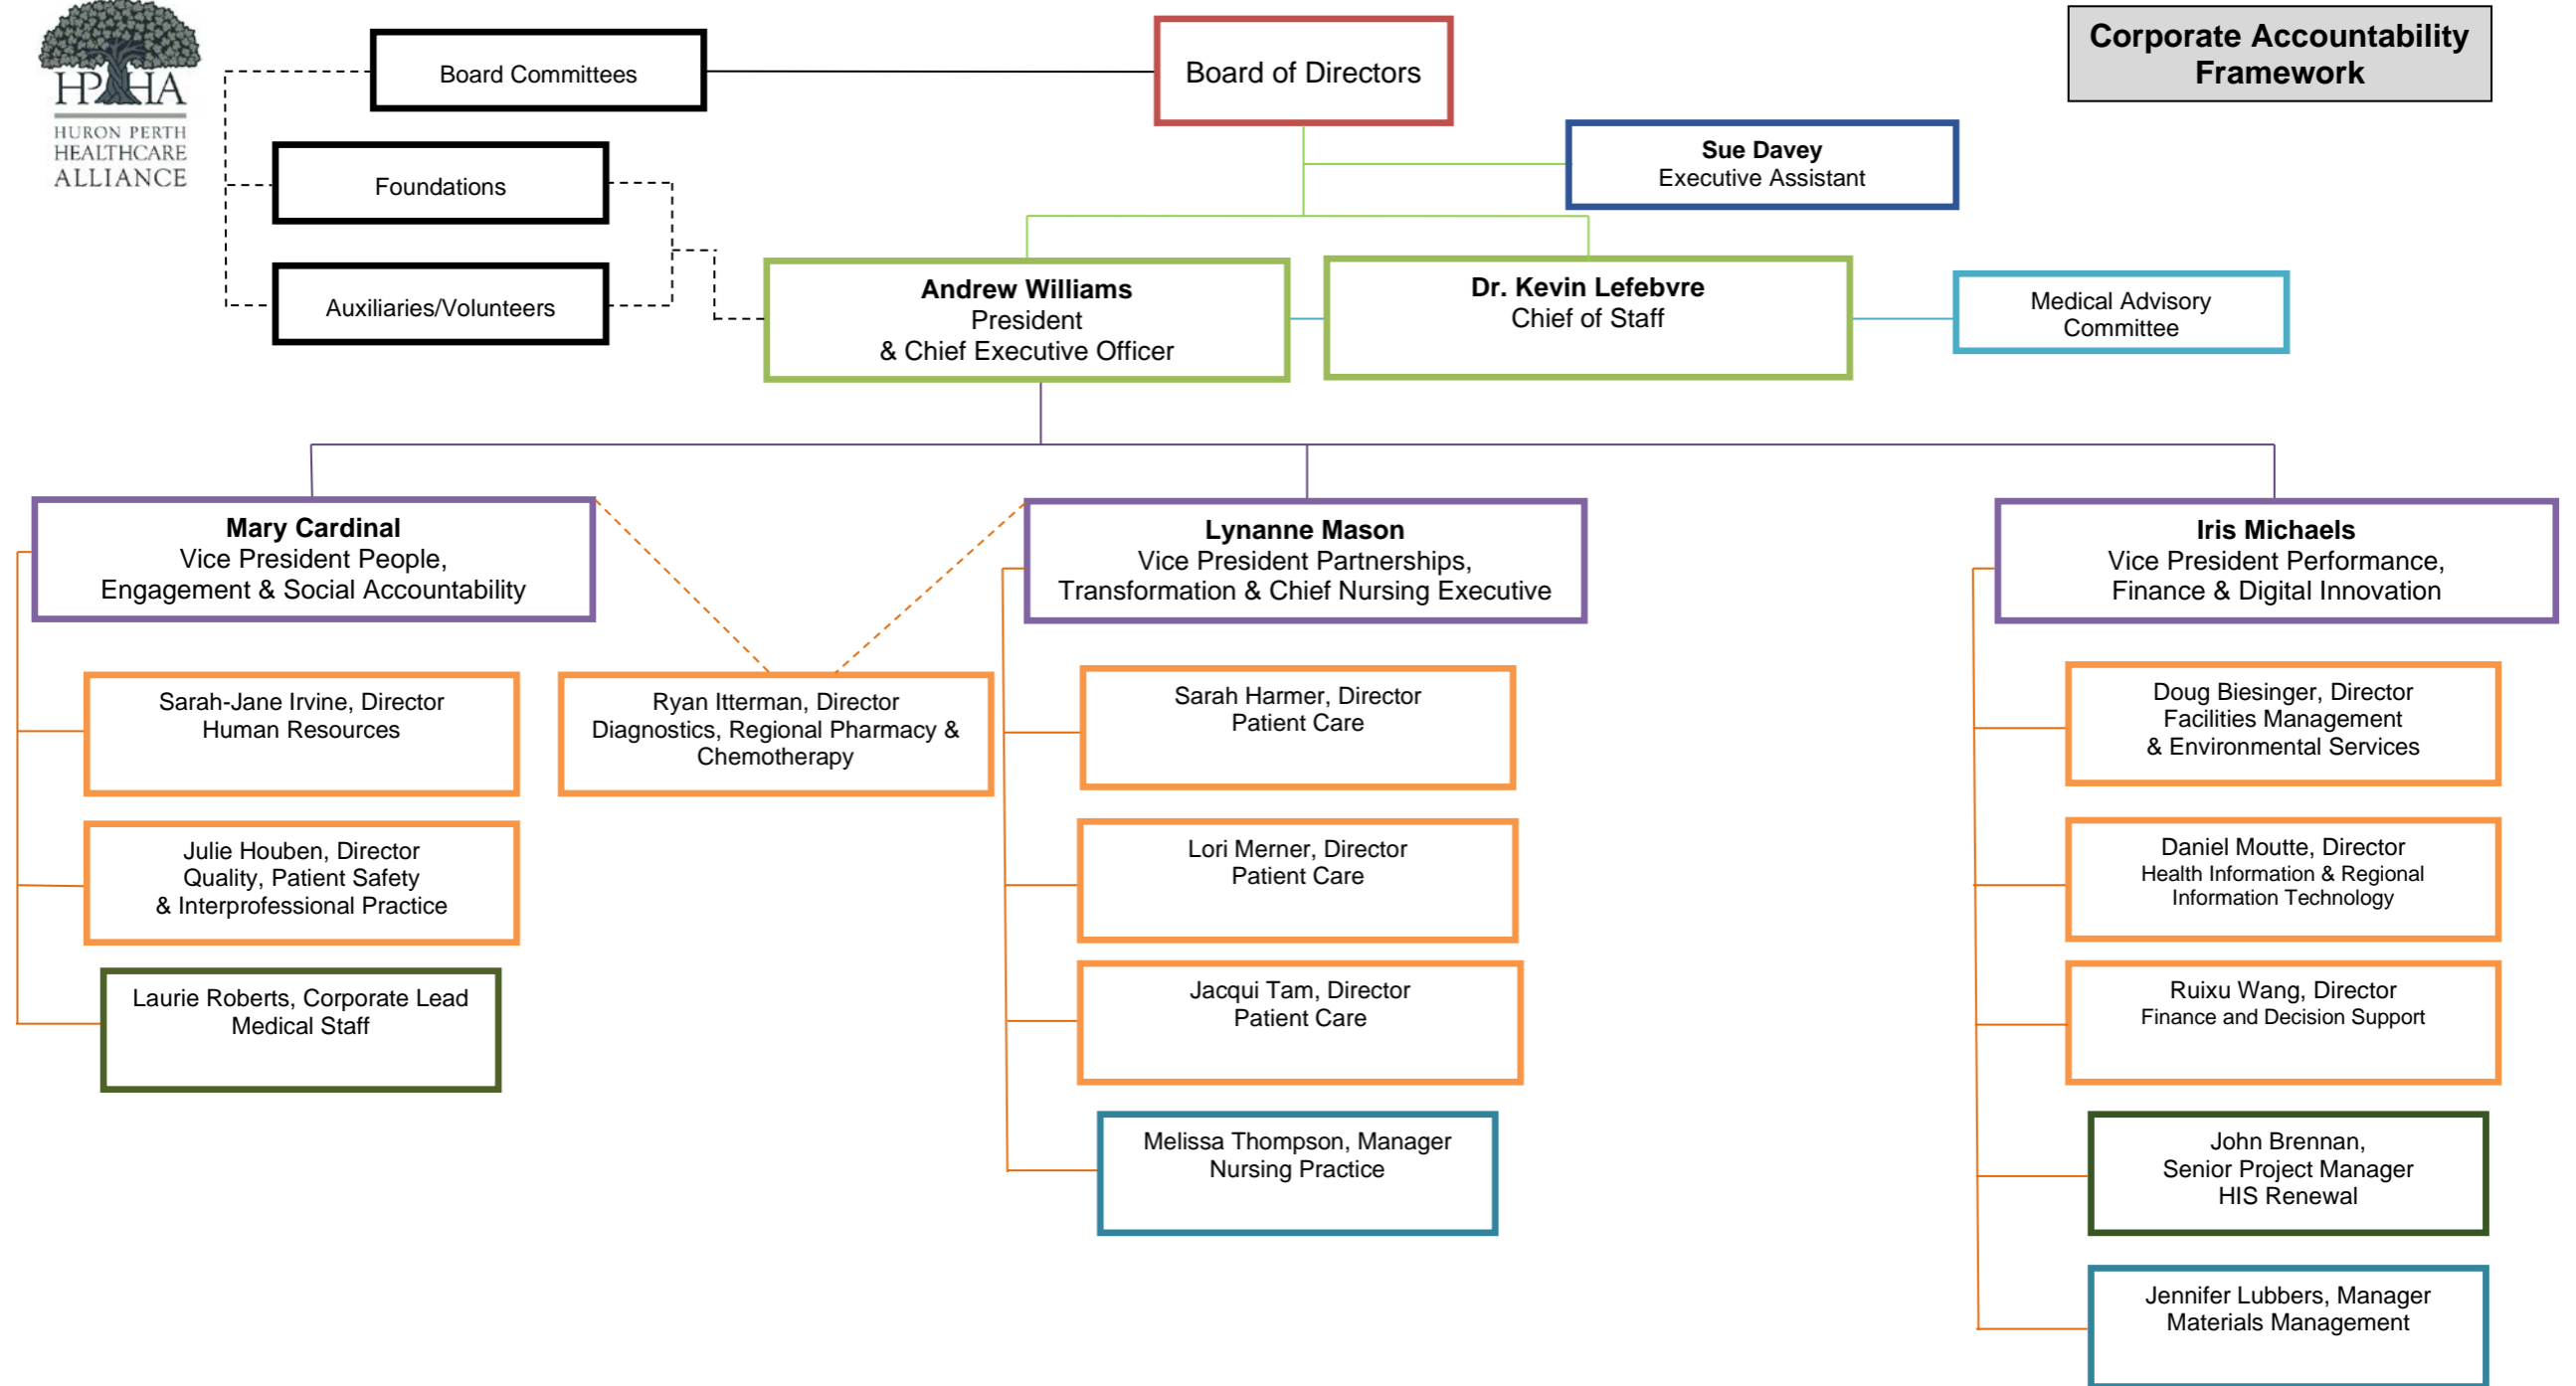 HPHA
HURON PERTH
HEALTHCARE
ALLIANCE
Board Committees
Board of Directors
Corporate Accountability
Framework
Foundations
Sue Davey
Executive Assistant
Auxiliaries/Volunteers
Andrew Williams
President
& Chief Executive Officer
Dr. Kevin Lefebvre
Chief of Staff
Medical Advisory
Committee
Mary Cardinal
Vice President People,
Engagement & Social Accountability
Lynanne Mason
Vice President Partnerships,
Transformation & Chief Nursing Executive
Iris Michaels
Vice President Performance,
Finance & Digital Innovation
Sarah-Jane Irvine, Director
Human Resources
Ryan Itterman, Director
Diagnostics, Regional Pharmacy &
Chemotherapy
Sarah Harmer, Director
Patient Care
Doug Biesinger, Director
Facilities Management
& Environmental Services
Julie Houben, Director
Quality, Patient Safety
& Interprofessional Practice
Lori Merner, Director
Patient Care
Daniel Moutte, Director
Health Information & Regional
Information Technology
Laurie Roberts, Corporate Lead
Medical Staff
Jacqui Tam, Director
Patient Care
Ruixu Wang, Director
Finance and Decision Support
Melissa Thompson, Manager
Nursing Practice
John Brennan,
Senior Project Manager
HIS Renewal
Jennifer Lubbers, Manager
Materials Management